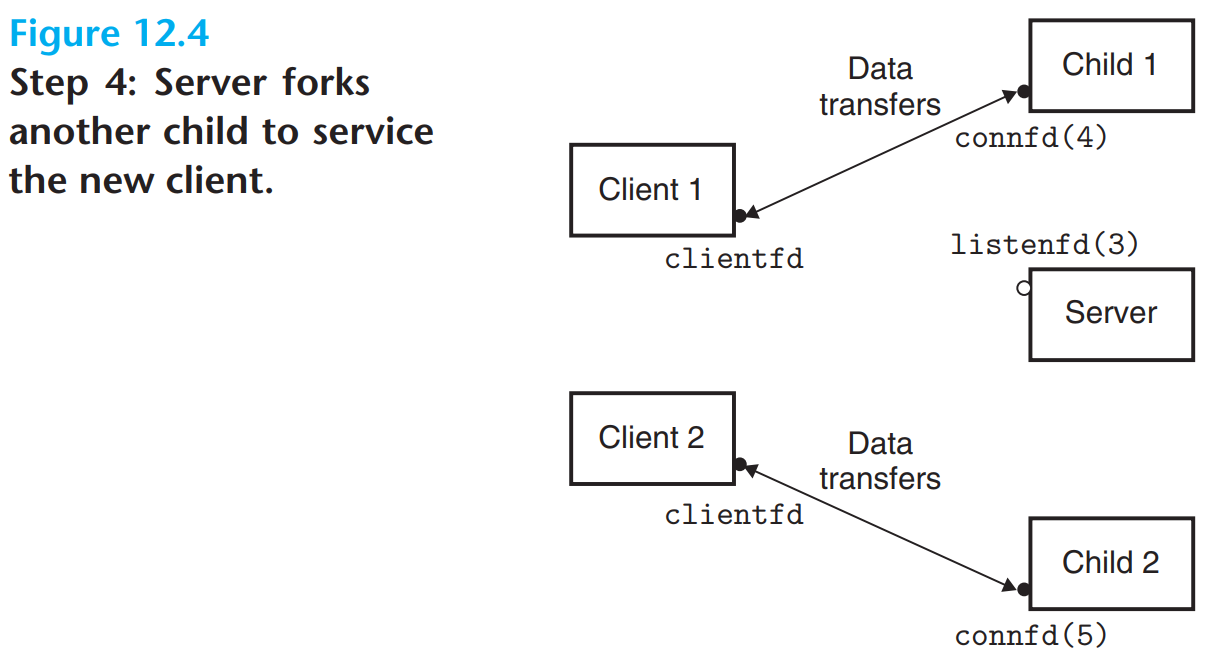 Figure 12.4
Step 4: Server forks
another child to service
the new client.
Data
transfers
Child 1
connfd(4)
Client 1
clientfd
listenfd(3)
Server
Client 2
Data
transfers
clientfd
Child 2
connfd(5)